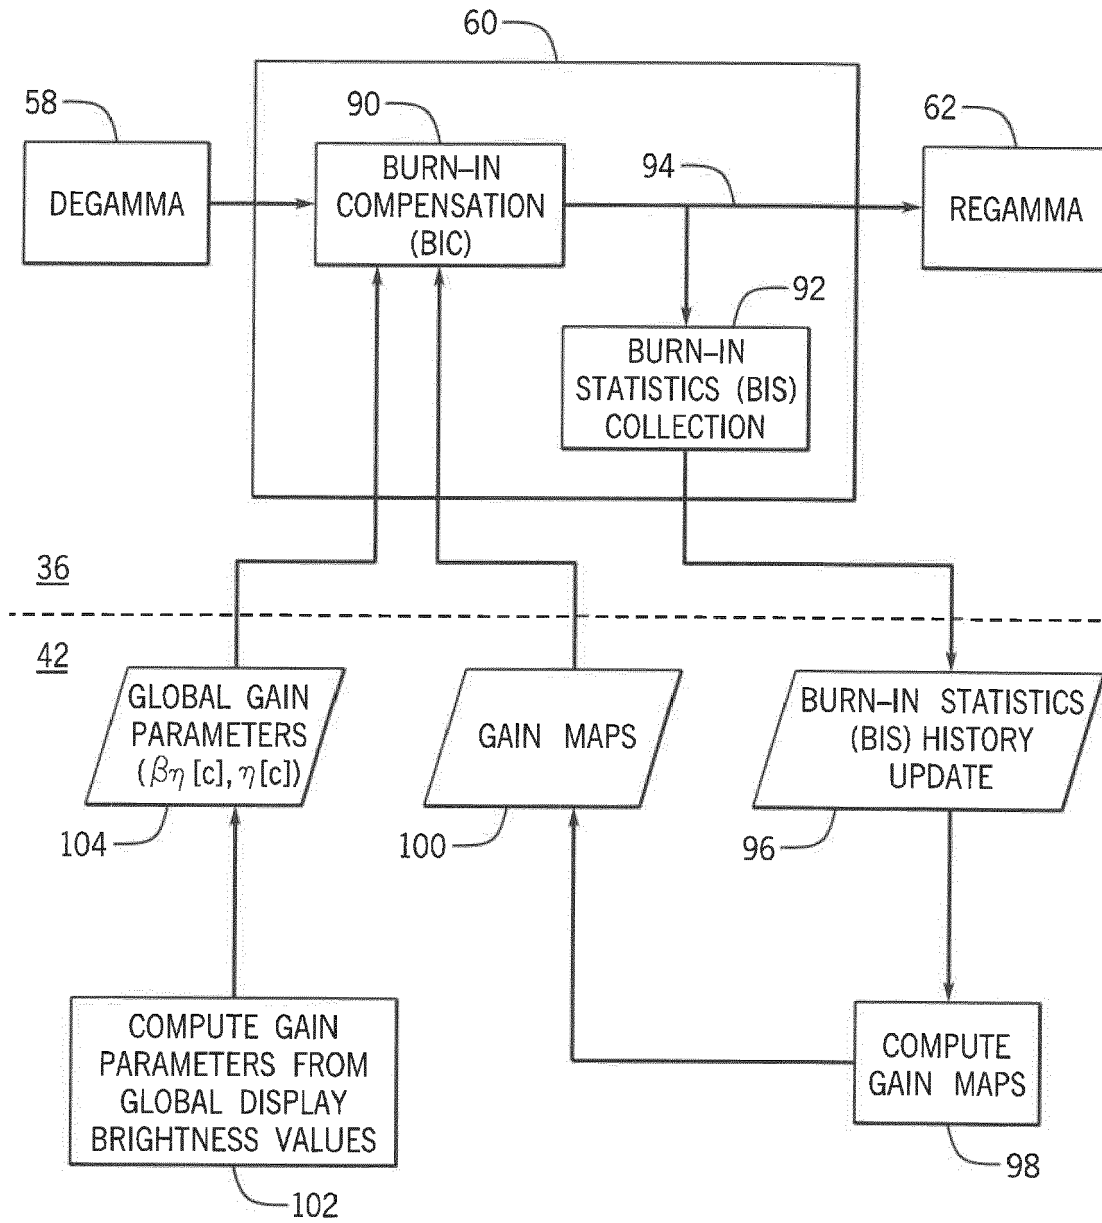 60
58
90
62
94
DEGAMMA
BURN–IN
COMPENSATION
(BIC)
REGAMMA
92
BURN–IN
STATISTICS (BIS)
COLLECTION
36
42
GLOBAL GAIN
PARAMETERS
(βη [c], η [c])
GAIN MAPS
BURN–IN STATISTICS
(BIS) HISTORY
UPDATE
104
100
96
COMPUTE GAIN
PARAMETERS FROM
GLOBAL DISPLAY
BRIGHTNESS VALUES
COMPUTE
GAIN MAPS
98
102